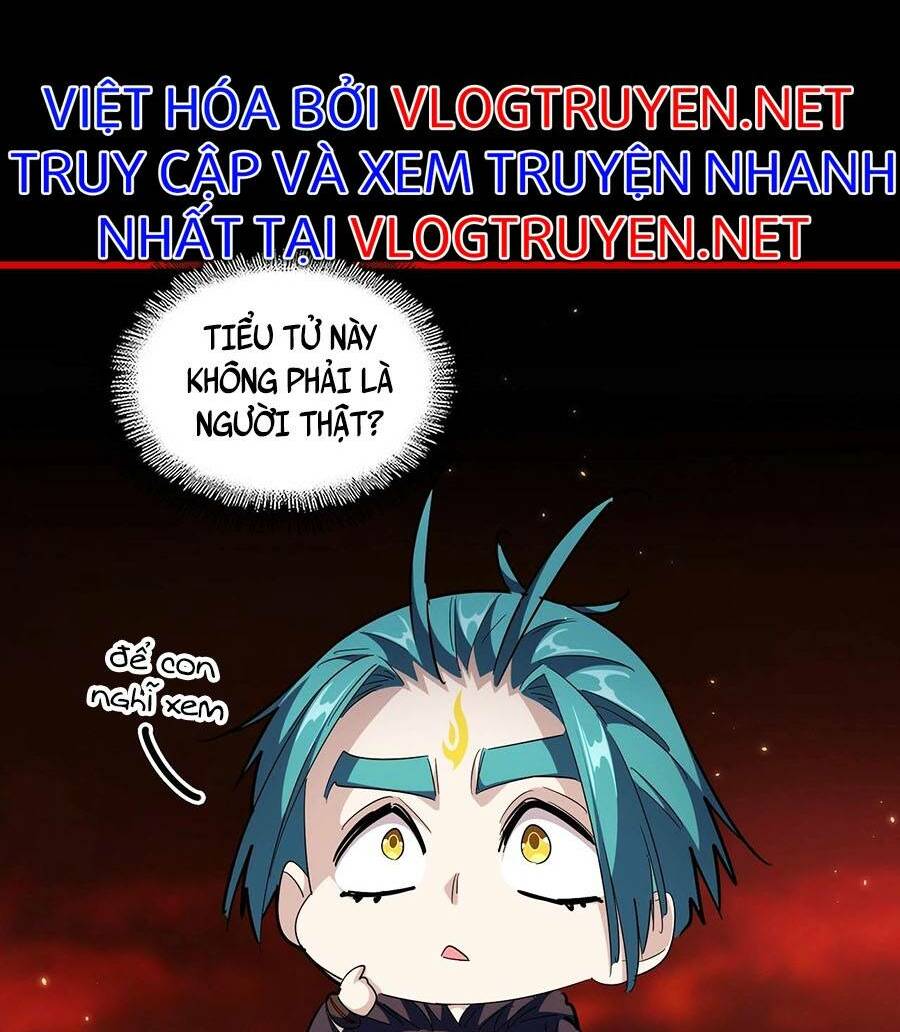 VIỆT HÓA BỞI VLOGTRUYEN.NET
TRUY CẬP VÀ XEM TRUYỆN NHANH
NHẤT TẠI VLOGTRUYEN.NET
TIỂU TỬ NÀY
KHÔNG PHẢI LÀ
NGƯỜI THẬT?
để con
nghĩ xem